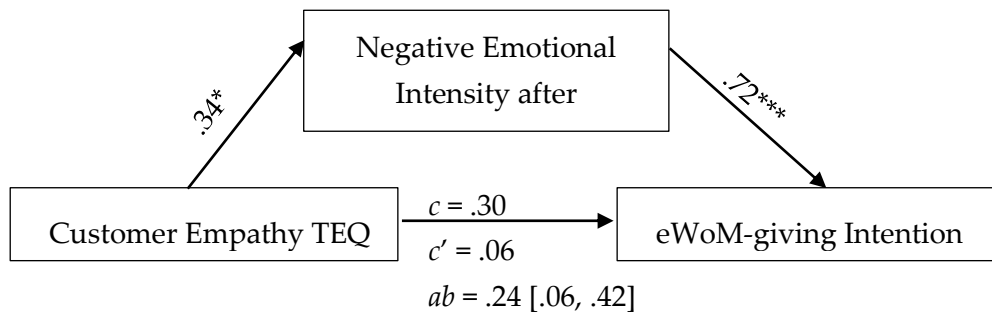 Negative Emotional
Intensity after
.34*
.72***
Customer Empathy TEQ
c = .30
c’ = .06
ab = .24 [.06, .42]
eWoM-giving Intention